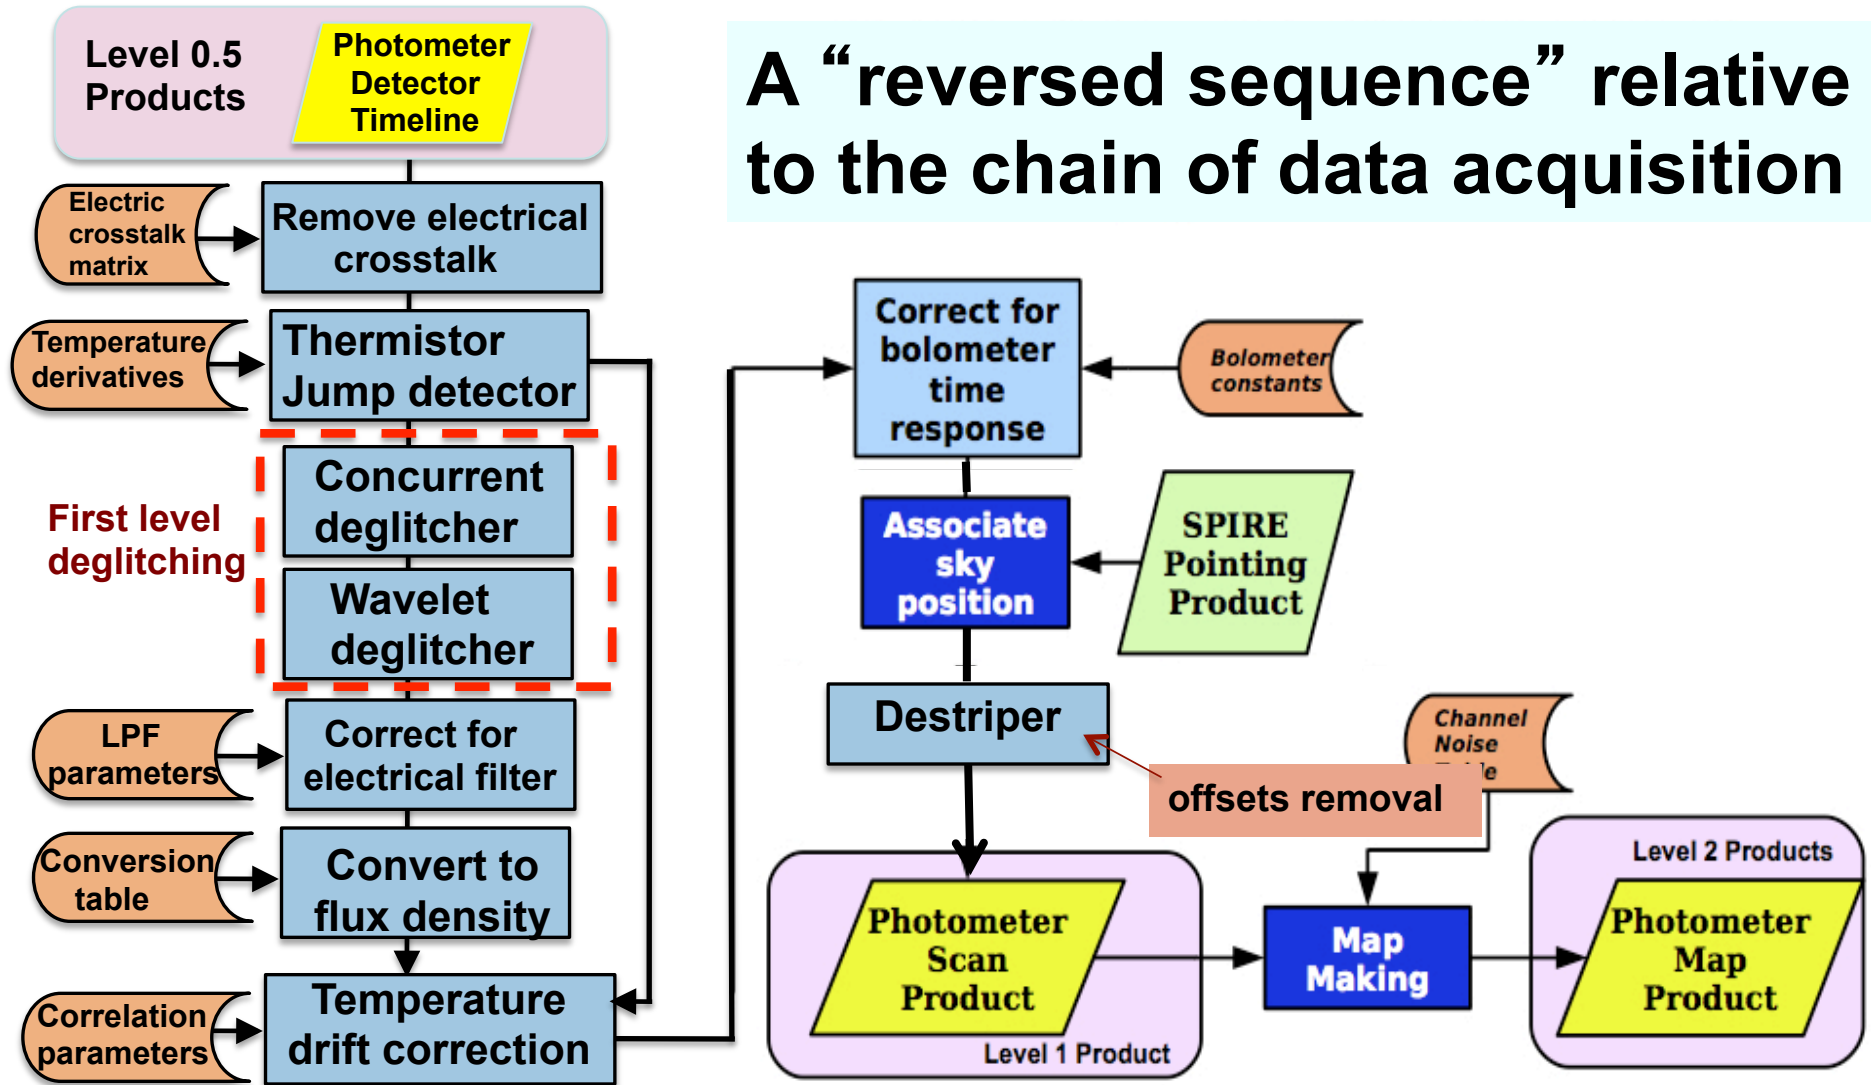 Level 0.5
Products
Photometer
Detector
Timeline
A “reversed sequence” relative
to the chain of data acquisition
Electric
crosstalk
matrix
Remove electrical
crosstalk
Temperature
derivatives
Thermistor
Jump detector
First level
deglitching
Concurrent
deglitcher
Wavelet
deglitcher
LPF
parameters
Correct for
electrical filter
Conversion
table
Convert to
flux density
Correlation
parameters
Temperature
drift correction
Correct for
bolometer
time
response
Bolometer
constants
Associate
sky
position
SPIRE
Pointing
Product
Destriper
offsets removal
Channel
Noise
Photometer
Scan
Product
Level 1 Product
Map
Making
Level 2 Products
Photometer
Map
Product